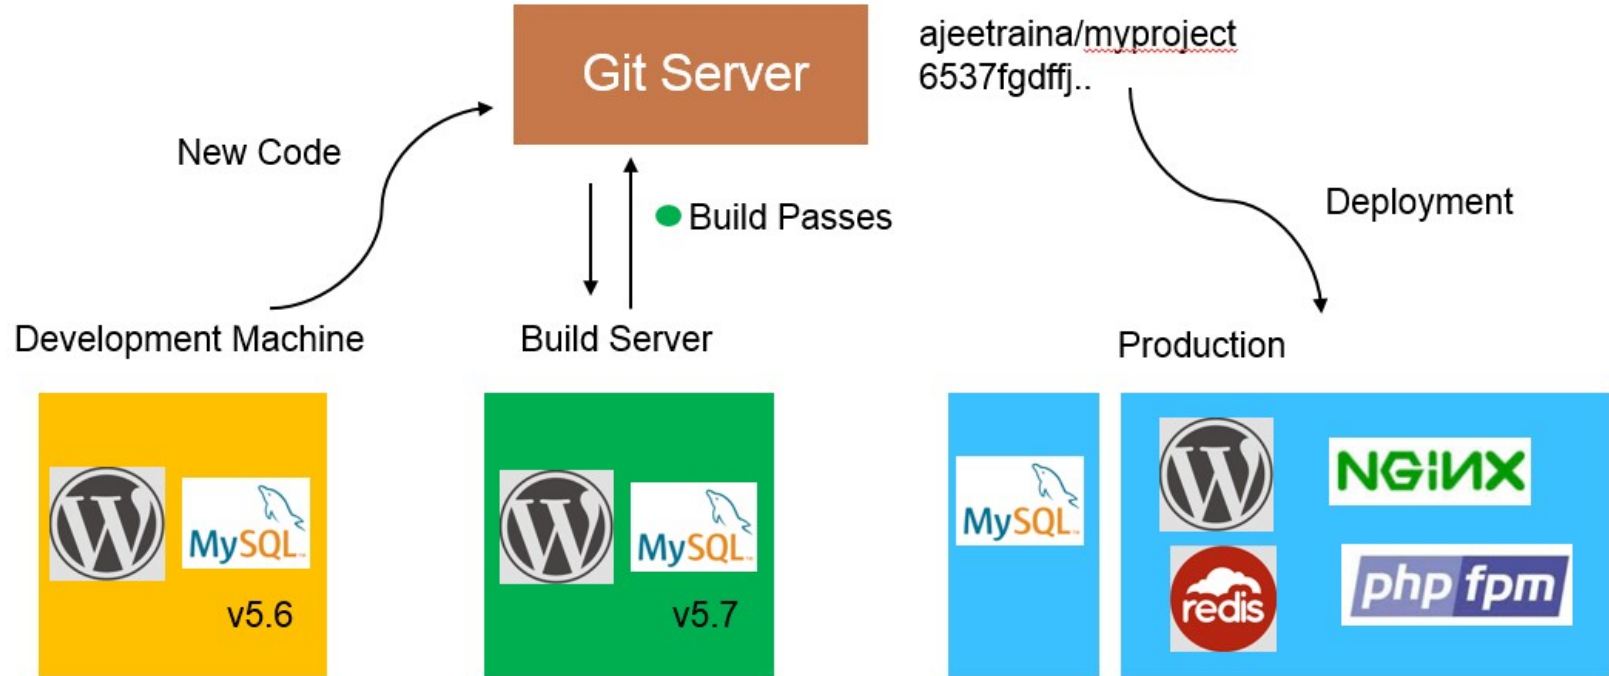 Git Server
ajeetraina/myproject
6537fgdffj..
New Code
Build Passes
Deployment
Development Machine
Build Server
Production
W
MySQL
v5.6
W
MySQL
v5.7
MySQL
W
NGiNX
redis
php fpm